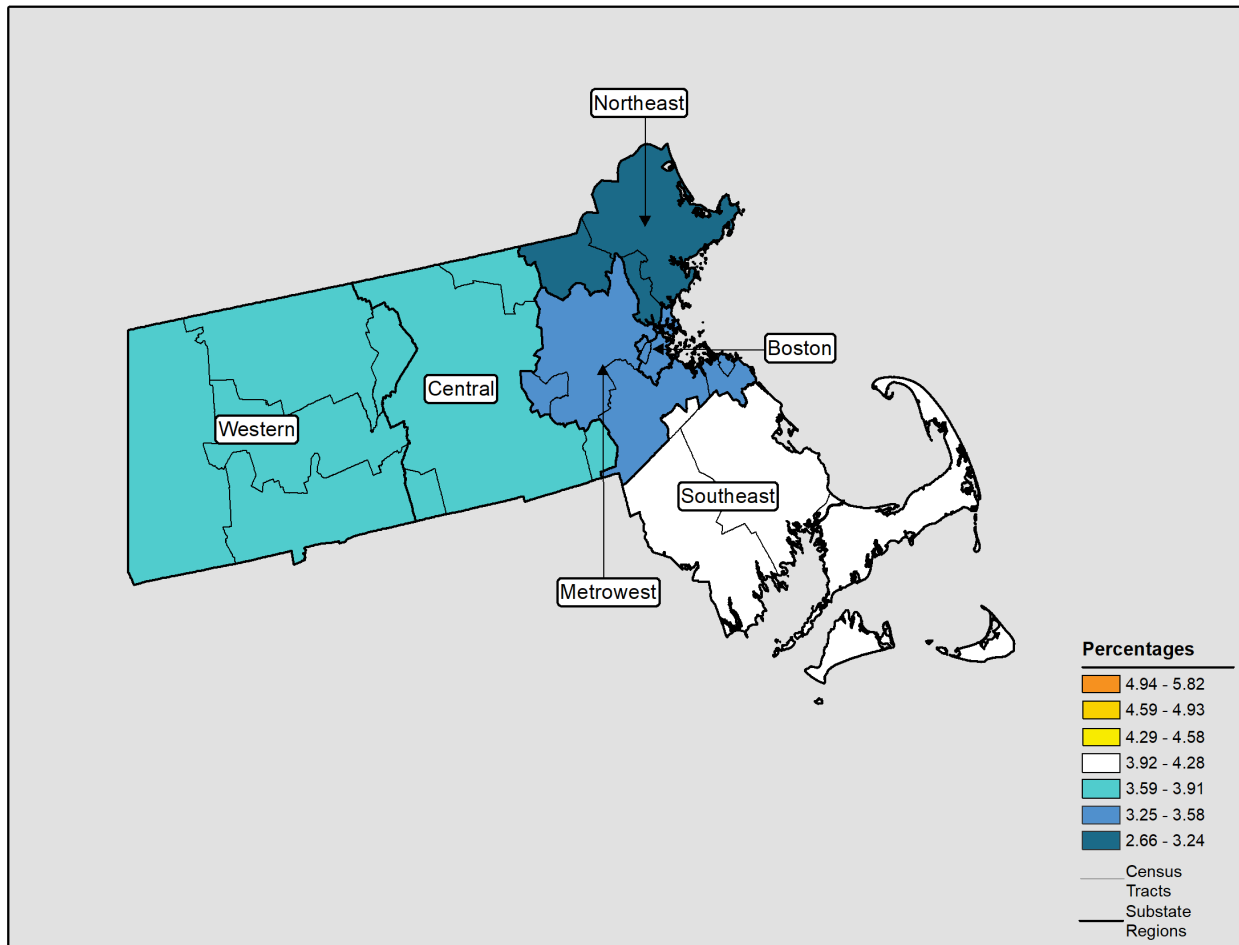 Northeast
Boston
Central
Western
Southeast
Metrowest
Percentages
4.94 - 5.82
4.59 - 4.93
4.29 - 4.58
3.92 - 4.28
3.59 - 3.91
3.25 - 3.58
2.66 - 3.24
Census
Tracts
Substate
Regions